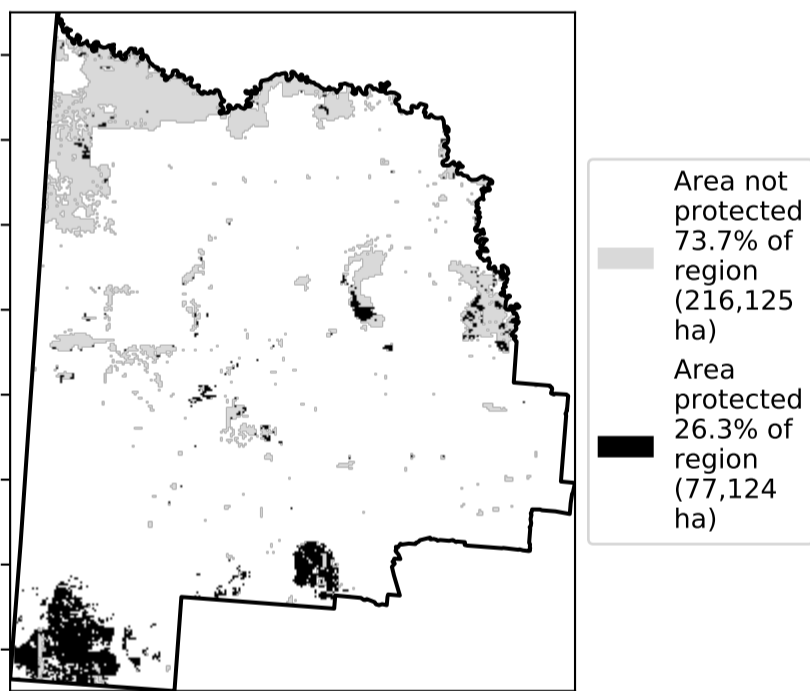 Area not
protected
73.7% of
region
(216,125
ha)
Area
protected
26.3% of
region
(77,124
ha)